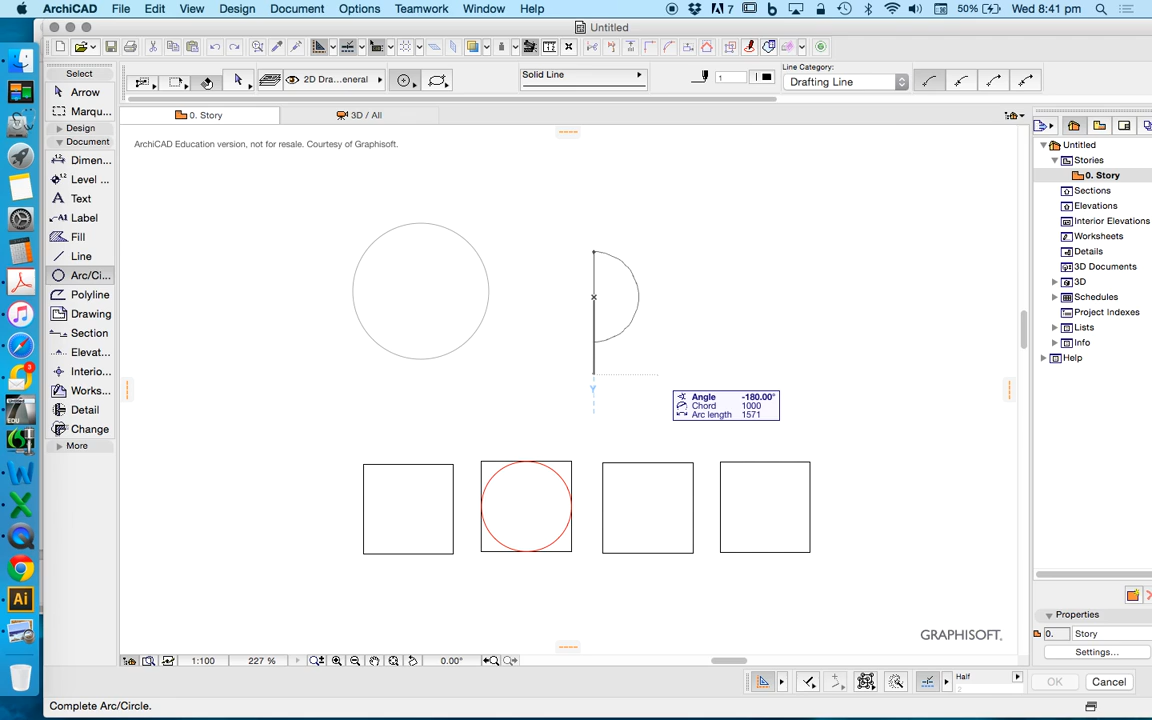 ArchiCAD File Edit View Design Document Options Teamwork Window Help 7 50% Wed 8:41 pm
Untitled
Select
2D Dra...eneral
Solid Line
1
Line Category:
Drafting Line
Arrow
Marqu...
Design
Document
Dimen...
Level ...
Text
A1 Label
Fill
Line
Arc/Ci...
Polyline
Drawing
Section
Elevat...
Interio...
Works...
Detail
Change
More
0. Story
3D / All
ArchiCAD Education version, not for resale. Courtesy of Graphisoft.
Y
Angle -180.00°
Chord 1000
Arc length 1571
GRAPHISOFT.
Untitled
Stories
0. Story
Sections
Elevations
Interior Elevations
Worksheets
Details
3D Documents
3D
Schedules
Project Indexes
Lists
Info
Help
Properties
0. Story
Settings...
1:100 227 % 0.00°
Half
2
OK Cancel
Complete Arc/Circle.